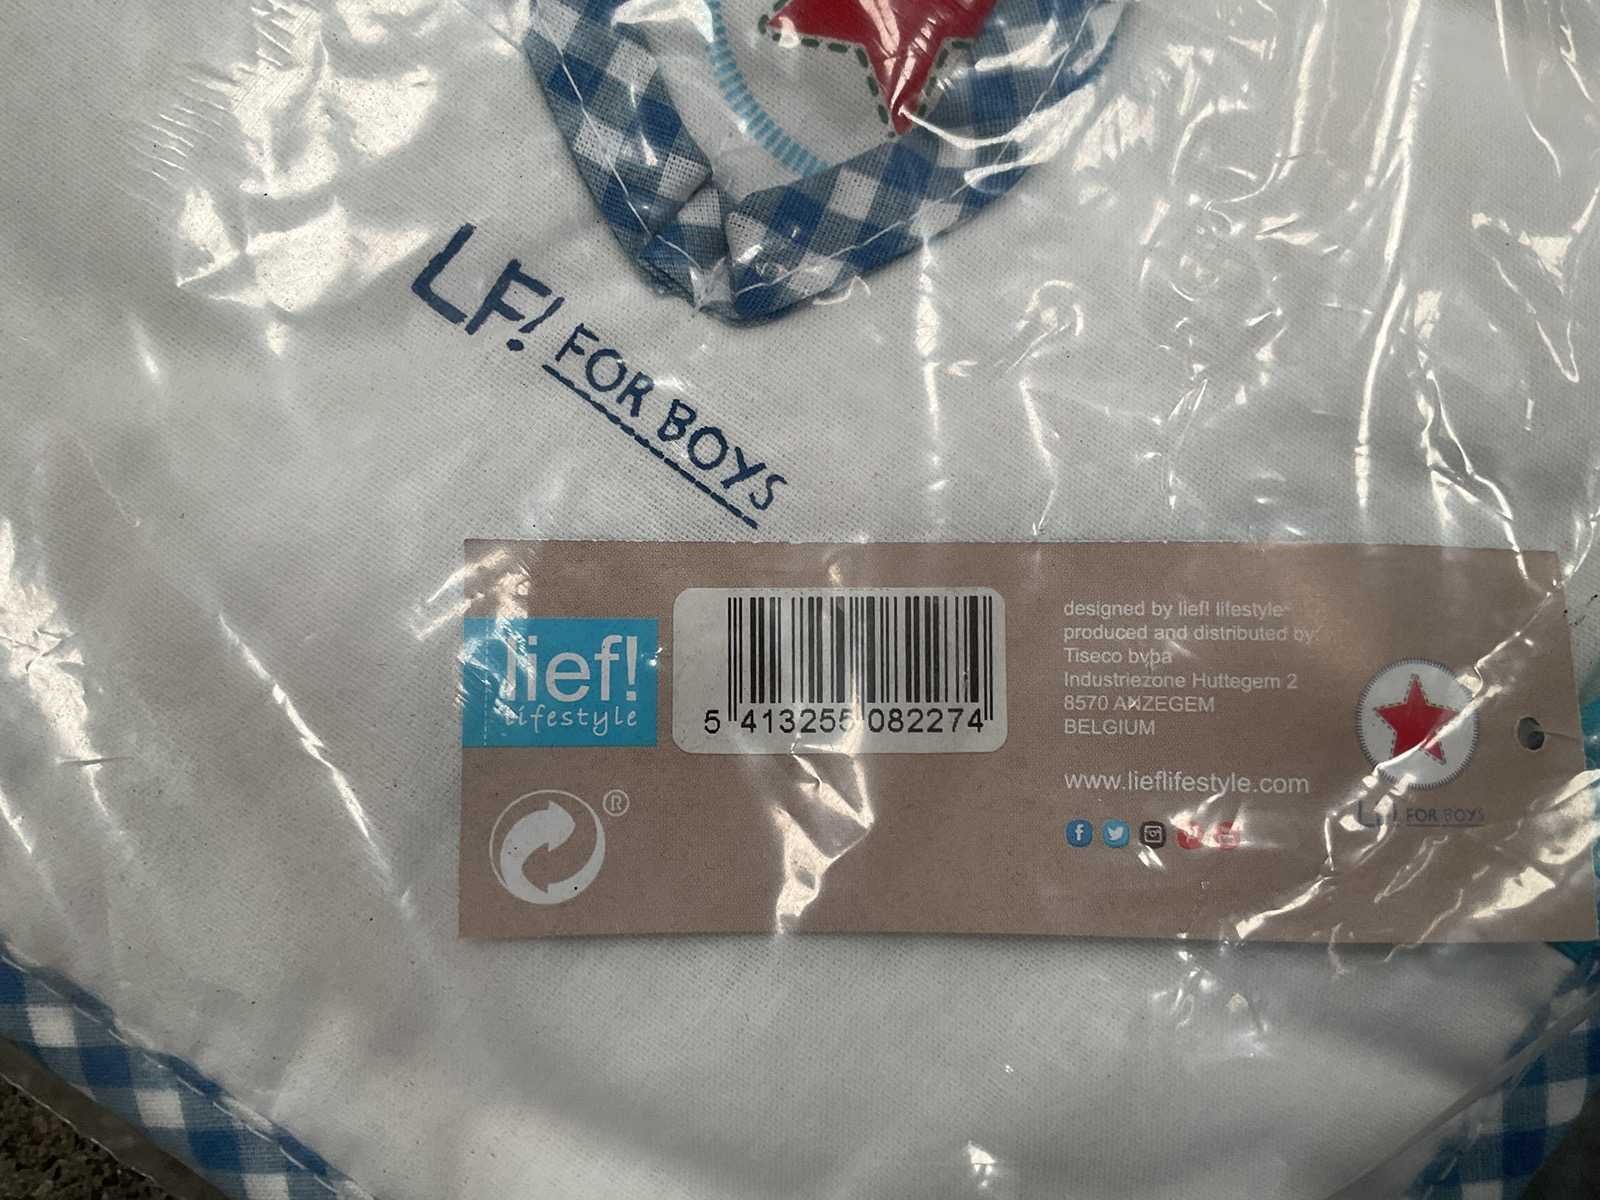 LF! FOR BOYS
lief!
lifestyle
5 413255 082274
designed by lief! lifestyle
produced and distributed by:
Tiseco bvba
Industriezone Huttegem 2
8570 ANZEGEM
BELGIUM
www.lieflifestyle.com
®
LF! FOR BOYS